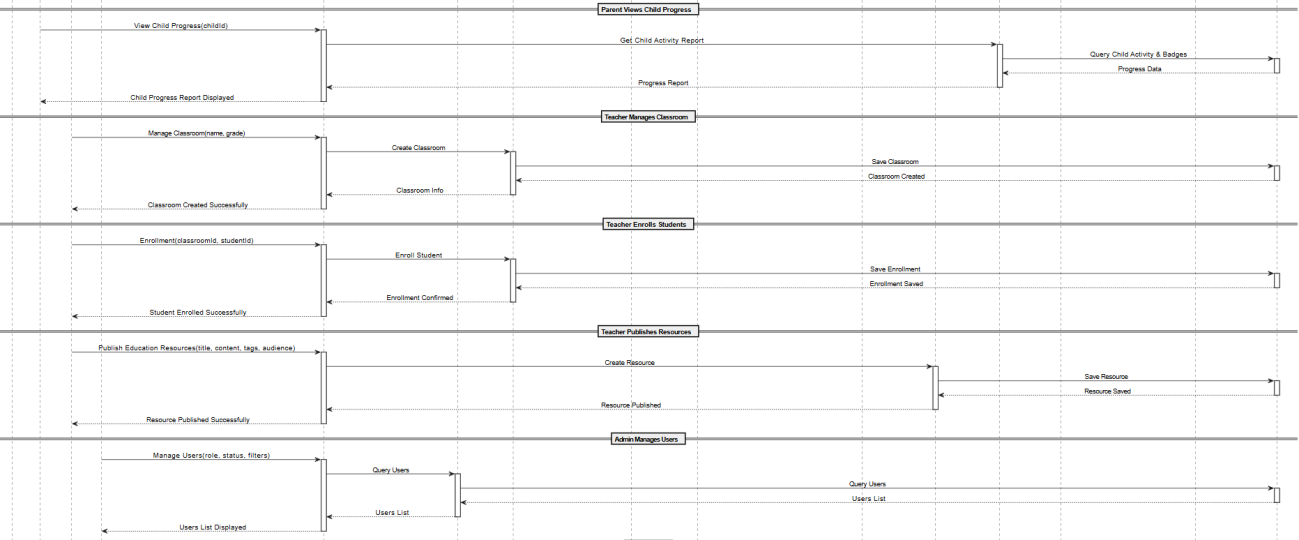 Parent Views Child Progress
View Child Progress(childId)
Get Child Activity Report
Query Child Activity & Badges
Progress Data
Progress Report
Child Progress Report Displayed
Teacher Manages Classroom
Manage Classroom(name, grade)
Create Classroom
Save Classroom
Classroom Created
Classroom Info
Classroom Created Successfully
Teacher Enrolls Students
Enrollment(classroomId, studentId)
Enroll Student
Save Enrollment
Enrollment Saved
Enrollment Confirmed
Student Enrolled Successfully
Teacher Publishes Resources
Publish Education Resources(title, content, tags, audience)
Create Resource
Save Resource
Resource Saved
Resource Published
Resource Published Successfully
Admin Manages Users
Manage Users(role, status, filters)
Query Users
Query Users
Users List
Users List
Users List Displayed